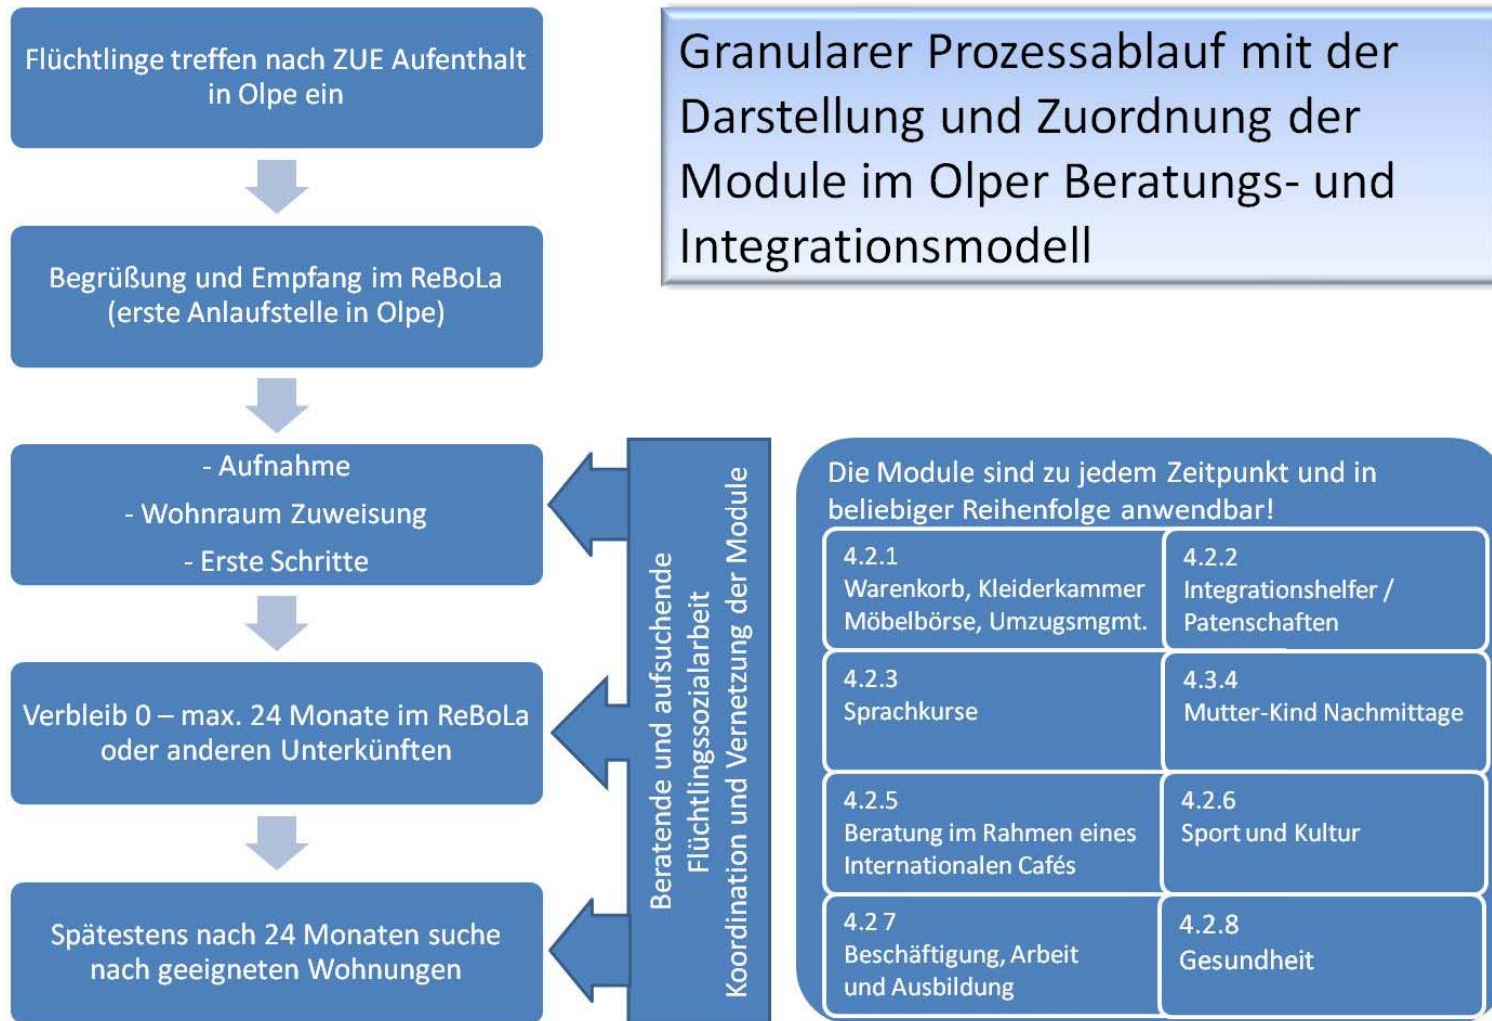 Granularer Prozessablauf mit der
Darstellung und Zuordnung der
Module im Olper Beratungs- und
Integrationsmodell
Flüchtlinge treffen nach ZUE Aufenthalt
in Olpe ein
Begrüßung und Empfang im ReBoLa
(erste Anlaufstelle in Olpe)
- Aufnahme
- Wohnraum Zuweisung
- Erste Schritte
Verbleib 0 – max. 24 Monate im ReBoLa
oder anderen Unterkünften
Spätestens nach 24 Monaten suche
nach geeigneten Wohnungen
Beratende und aufsuchende
Flüchtlingssozialarbeit
Koordination und Vernetzung der Module
Die Module sind zu jedem Zeitpunkt und in
beliebiger Reihenfolge anwendbar!
4.2.1
Warenkorb, Kleiderkammer
Möbelbörse, Umzugsmgmt.
4.2.2
Integrationshelfer /
Patenschaften
4.2.3
Sprachkurse
4.3.4
Mutter-Kind Nachmittage
4.2.5
Beratung im Rahmen eines
Internationalen Cafés
4.2.6
Sport und Kultur
4.2 7
Beschäftigung, Arbeit
und Ausbildung
4.2.8
Gesundheit